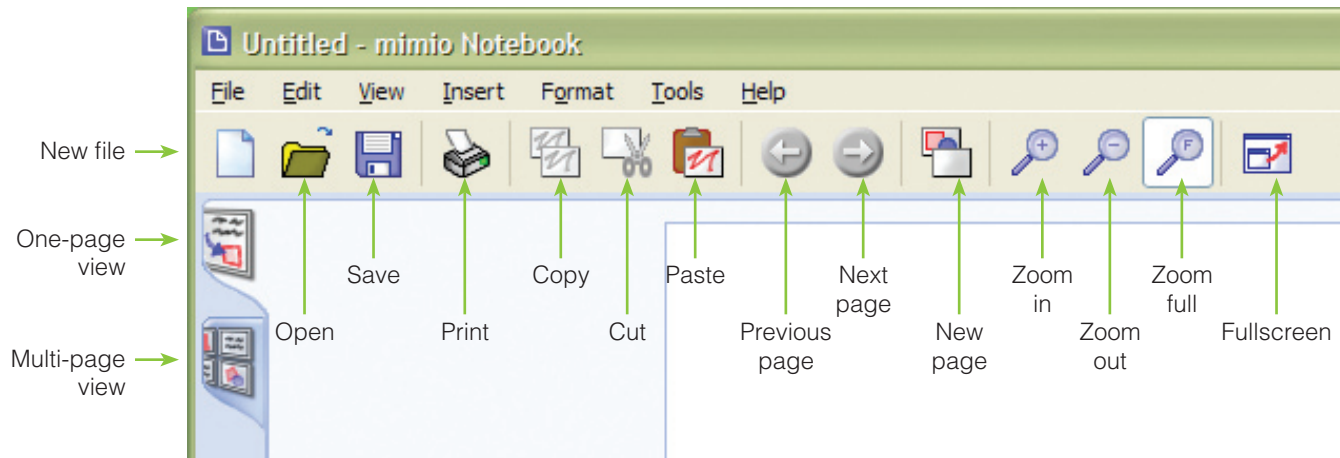 Untitled - mimio Notebook
File Edit View Insert Format Tools Help
New file
F
One-page
view
Save
Copy
Paste
Next
page
Zoom
in
Zoom
full
Open
Print
Cut
Previous
page
New
page
Zoom
out
Fullscreen
Multi-page
view